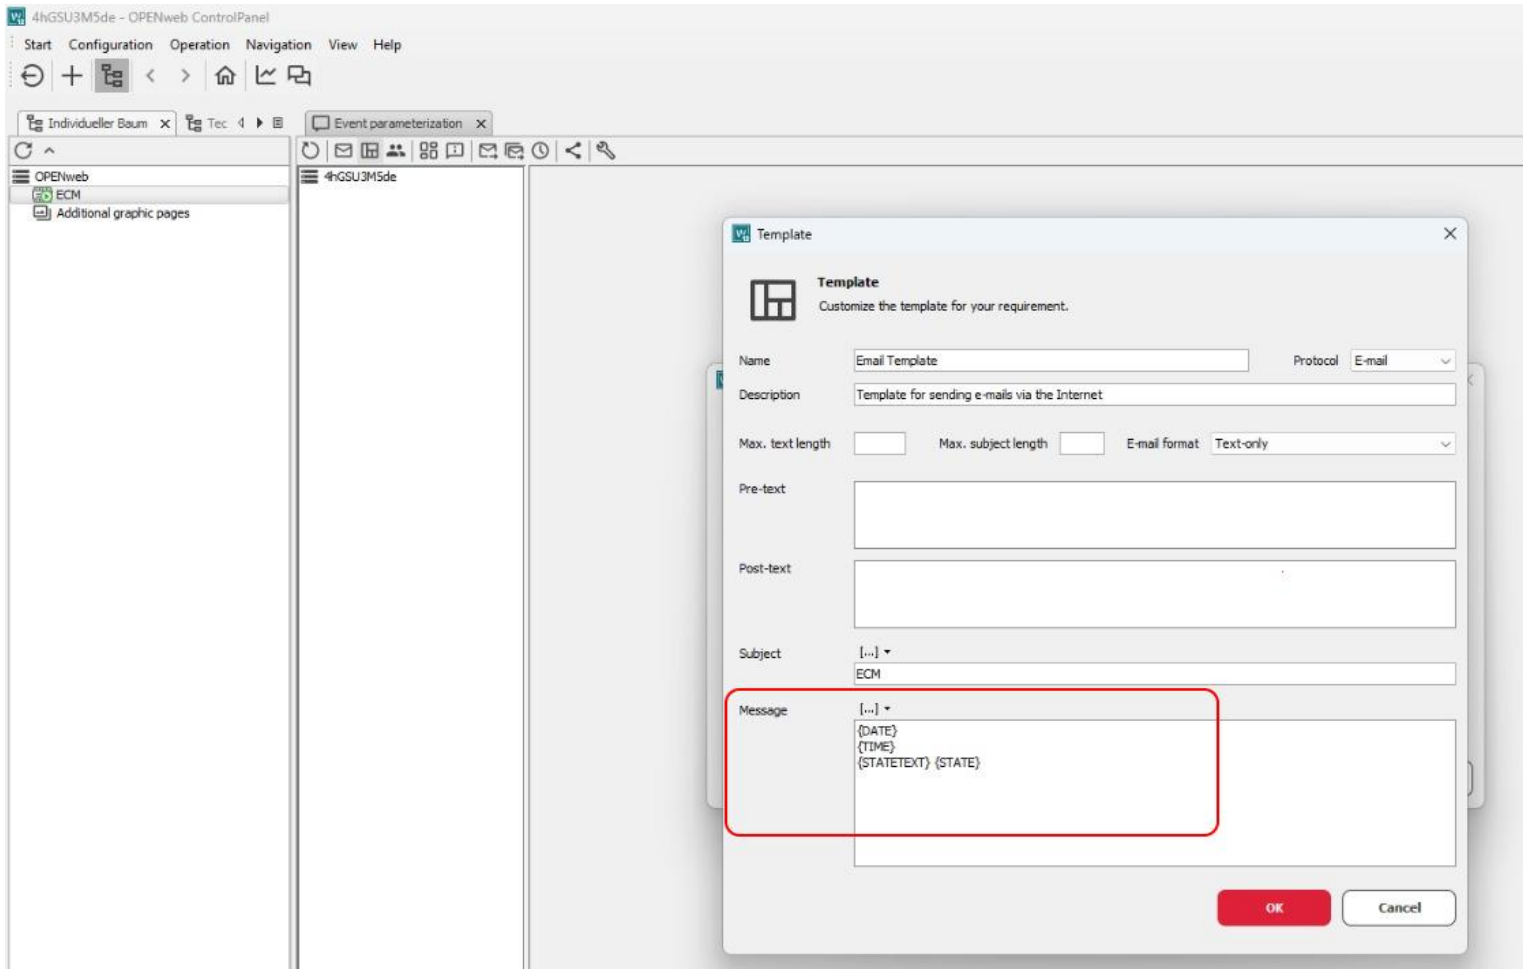 4hGSU3M5de - OPENweb ControlPanel
Start Configuration Operation Navigation View Help
Individueller Baum Tec Event parameterization
OPENweb
ECM
Additional graphic pages
4hGSU3M5de
Template
Template
Customize the template for your requirement.
Name Email Template Protocol E-mail
Description Template for sending e-mails via the Internet
Max. text length Max. subject length E-mail format Text-only
Pre-text
Post-text
Subject [...]
ECM
Message [...]
{DATE}
{TIME}
{STATETEXT} {STATE}
OK Cancel